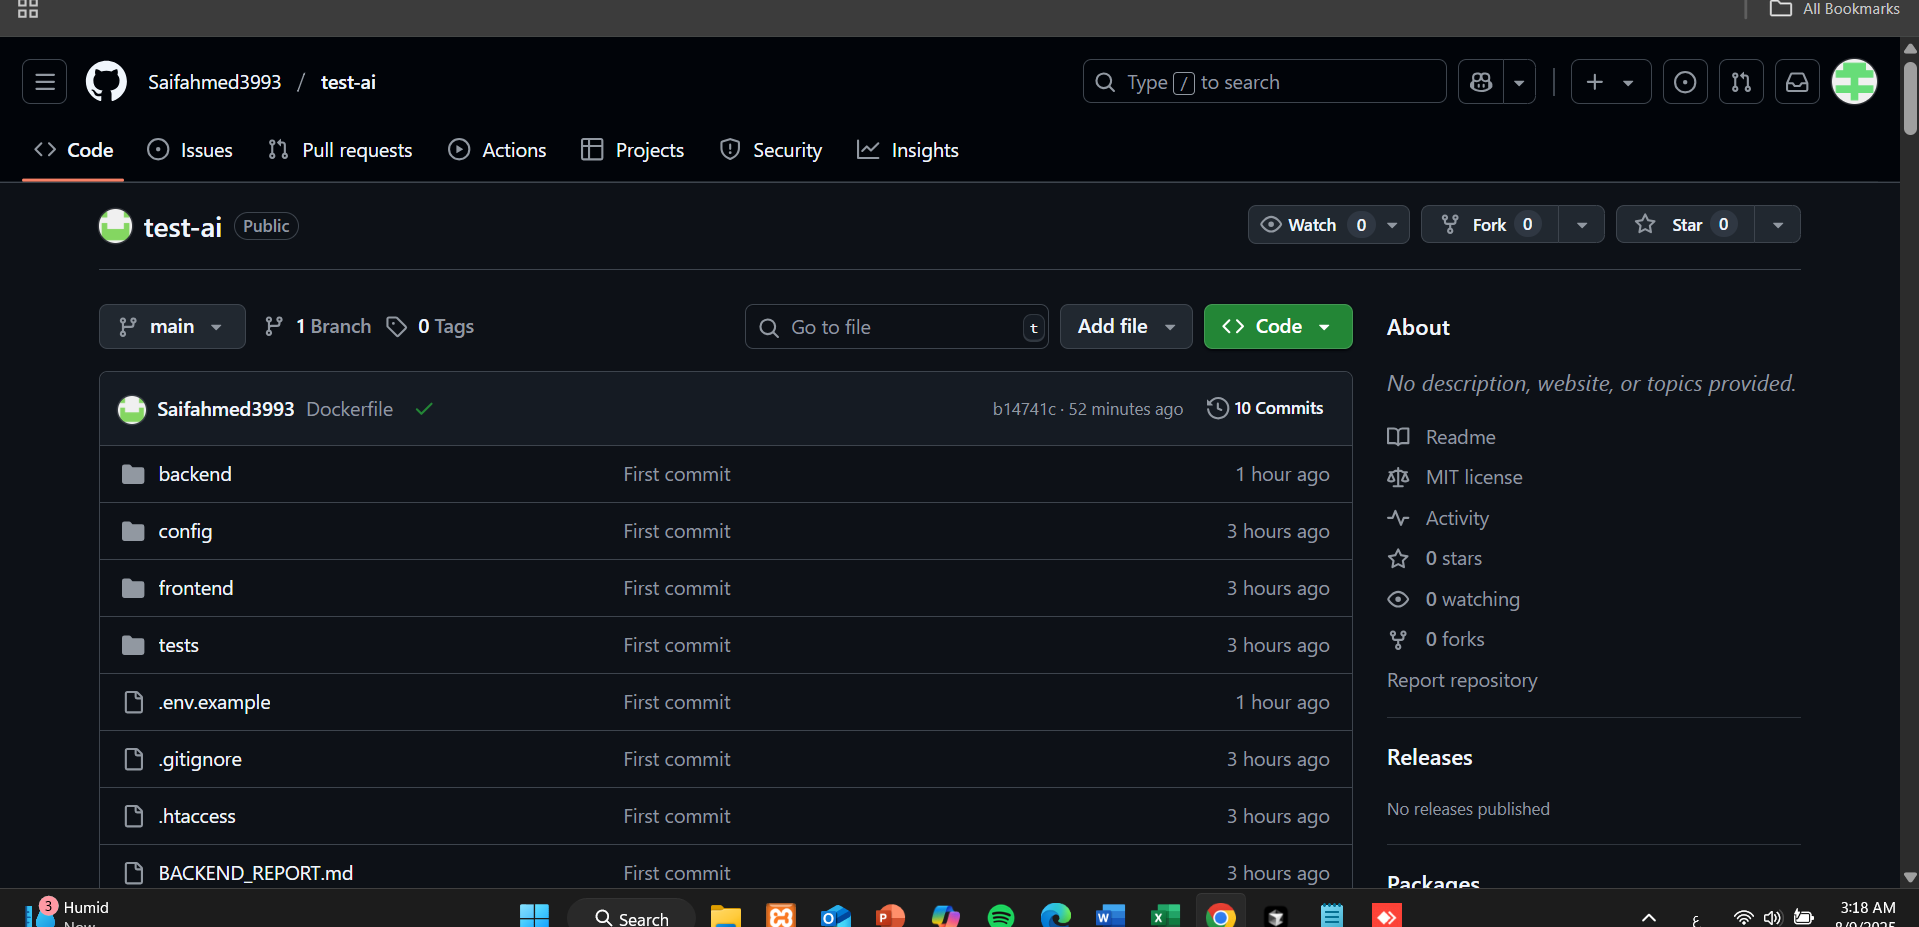 All Bookmarks
Saifahmed3993 / test-ai
Type / to search
Code Issues Pull requests Actions Projects Security Insights
test-ai Public
Watch 0 Fork 0 Star 0
main 1 Branch 0 Tags Go to file t Add file Code
About
No description, website, or topics provided.
Readme
MIT license
Activity
0 stars
0 watching
0 forks
Report repository
Releases
No releases published
Packages
Saifahmed3993 Dockerfile b14741c · 52 minutes ago 10 Commits
backend First commit 1 hour ago
config First commit 3 hours ago
frontend First commit 3 hours ago
tests First commit 3 hours ago
.env.example First commit 1 hour ago
.gitignore First commit 3 hours ago
.htaccess First commit 3 hours ago
BACKEND_REPORT.md First commit 3 hours ago
3 Humid
Now
Search
ع
3:18 AM